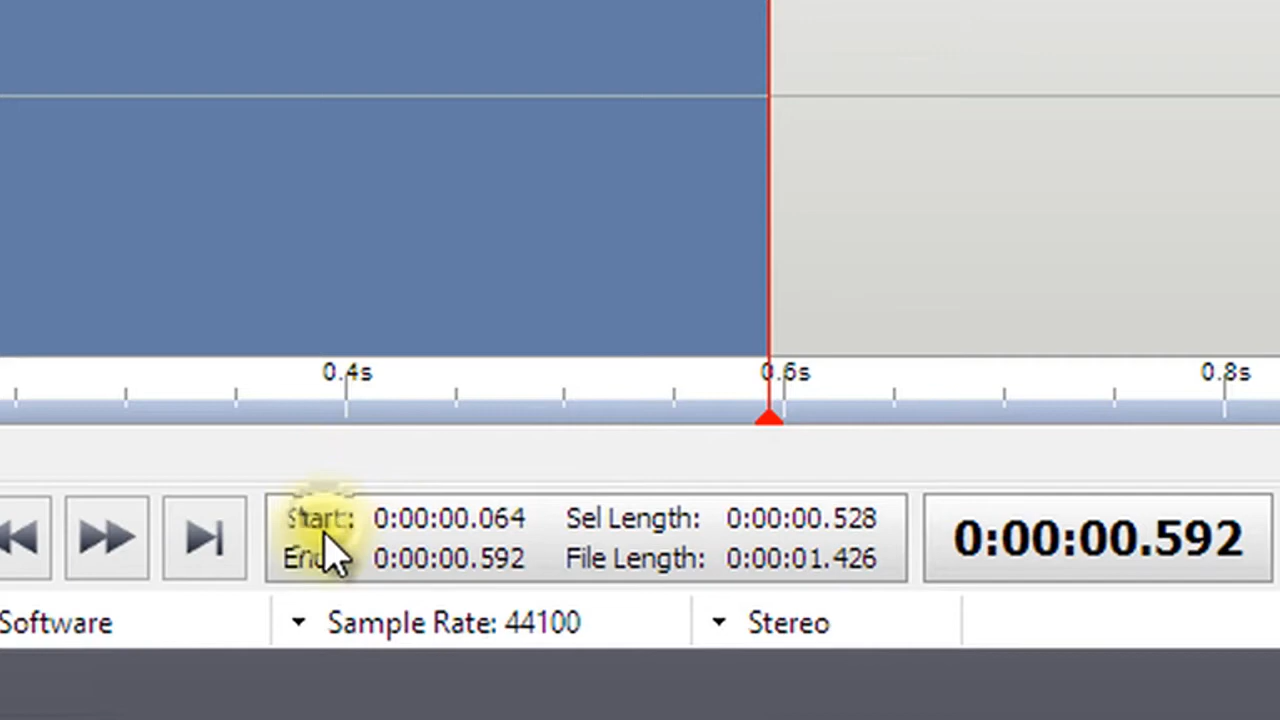 0.4s 0.6s 0.8s
Start: 0:00:00.064 Sel Length: 0:00:00.528
End: 0:00:00.592 File Length: 0:00:01.426
0:00:00.592
Software Sample Rate: 44100 Stereo